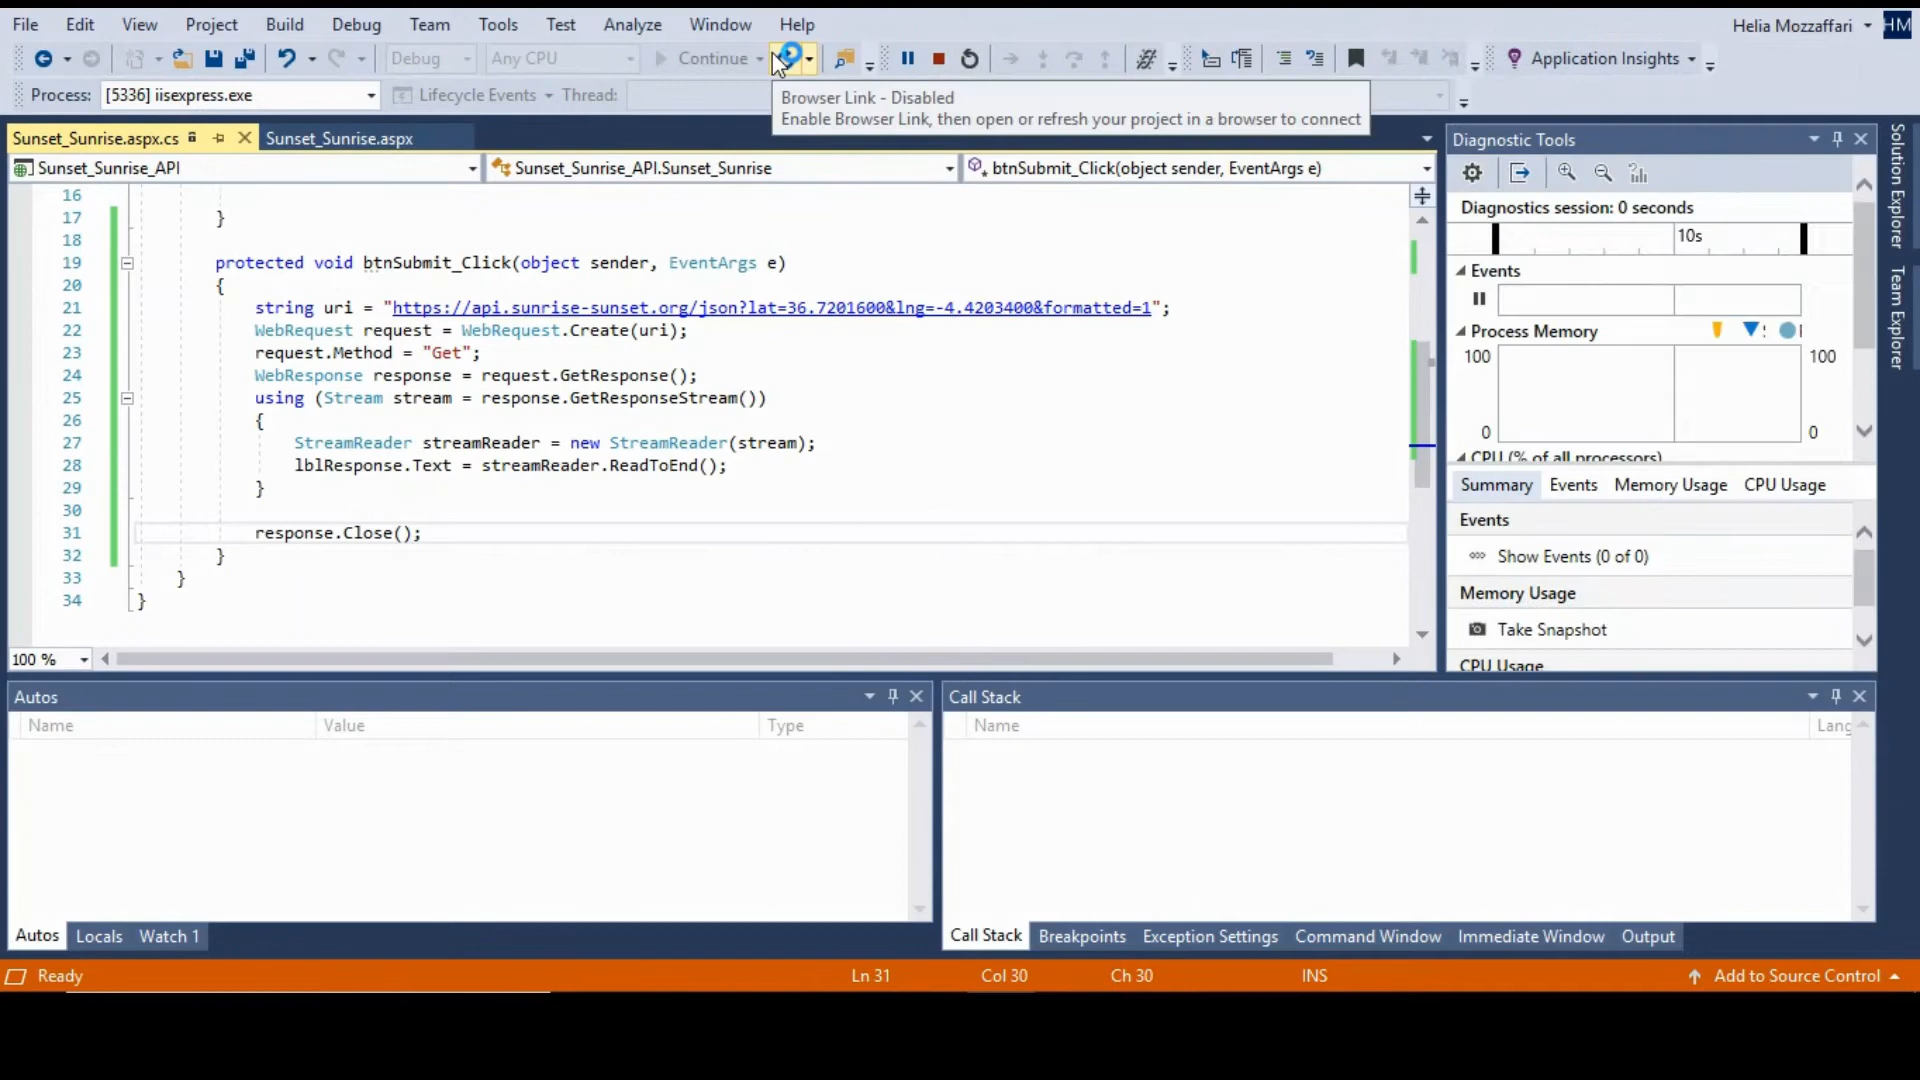 File Edit View Project Build Debug Team Tools Test Analyze Window Help Helia Mozzaffari HM
Debug Any CPU Continue Application Insights
Process: [5336] iisexpress.exe Lifecycle Events Thread:
Browser Link - Disabled
Enable Browser Link, then open or refresh your project in a browser to connect
Sunset_Sunrise.aspx.cs Sunset_Sunrise.aspx
Sunset_Sunrise_API Sunset_Sunrise_API.Sunset_Sunrise btnSubmit_Click(object sender, EventArgs e)
16
17 }
18
19 protected void btnSubmit_Click(object sender, EventArgs e)
20 {
21 string uri = "https://api.sunrise-sunset.org/json?lat=36.7201600&lng=-4.4203400&formatted=1";
22 WebRequest request = WebRequest.Create(uri);
23 request.Method = "Get";
24 WebResponse response = request.GetResponse();
25 using (Stream stream = response.GetResponseStream())
26 {
27 StreamReader streamReader = new StreamReader(stream);
28 lblResponse.Text = streamReader.ReadToEnd();
29 }
30
31 response.Close();
32 }
33 }
34 }
100 %
Diagnostic Tools
Diagnostics session: 0 seconds
10s
Events
Process Memory
100 100
0 0
CPU (% of all processors)
Summary Events Memory Usage CPU Usage
Events
Show Events (0 of 0)
Memory Usage
Take Snapshot
CPU Usage
Solution Explorer
Team Explorer
Autos
Name Value Type
Autos Locals Watch 1
Call Stack
Name Lang
Call Stack Breakpoints Exception Settings Command Window Immediate Window Output
Ready Ln 31 Col 30 Ch 30 INS Add to Source Control